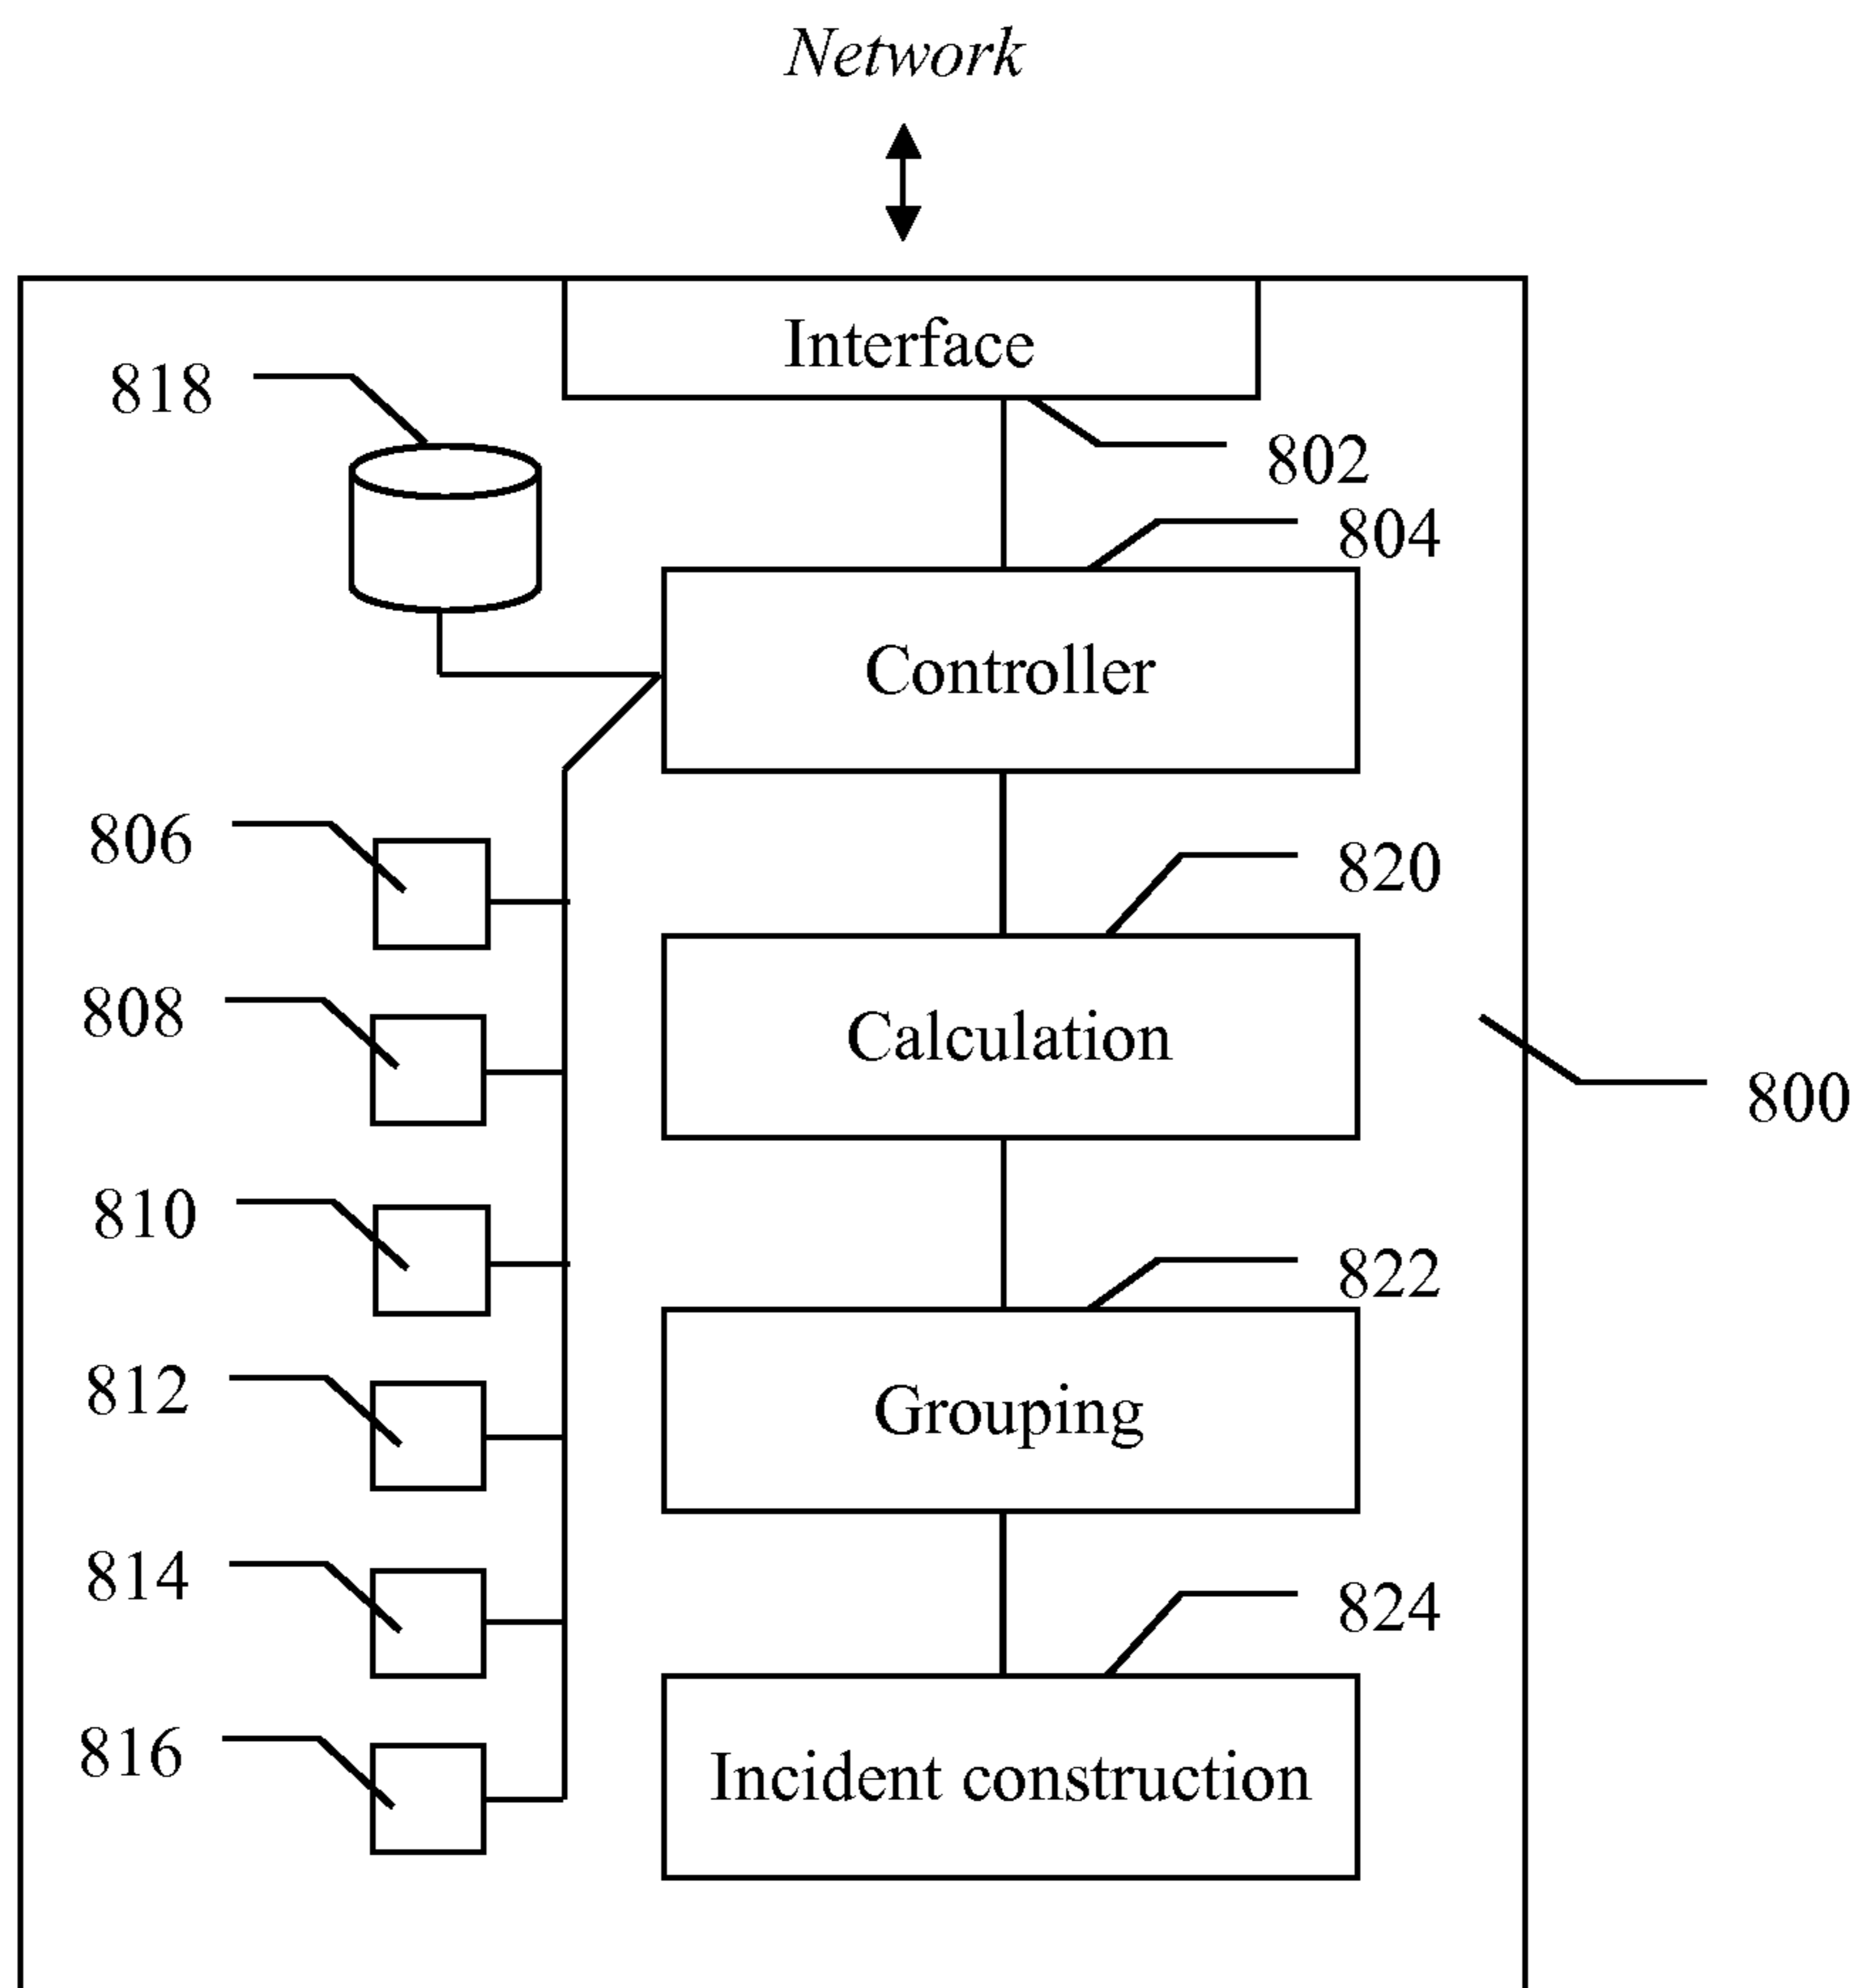 Network
Interface
818
802
804
Controller
806
820
Calculation
808
800
810
822
Grouping
812
814
824
816
Incident construction